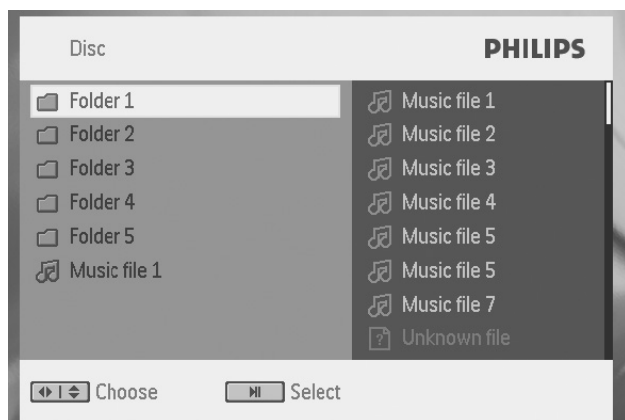 Disc
PHILIPS
Folder 1
Folder 2
Folder 3
Folder 4
Folder 5
Music file 1
Music file 1
Music file 2
Music file 3
Music file 4
Music file 5
Music file 5
Music file 7
Unknown file
Choose
Select